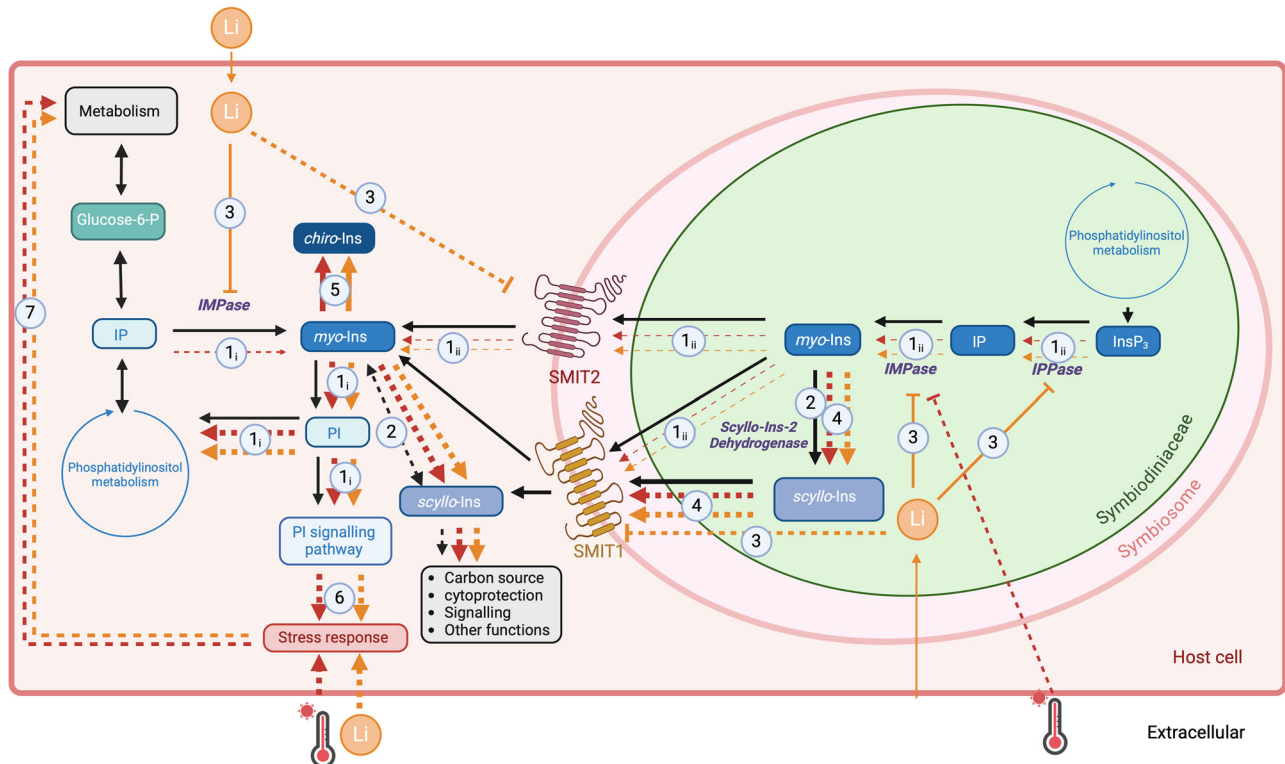 Li
Metabolism
Li
3
3
Glucose-6-P
chiro-Ins
5
7
IMPase
IP
1i
myo-Ins
1ii
SMIT2
1ii
myo-Ins
1ii
IMPase
IP
1ii
IPPase
InsP3
Phosphatidylinositol
metabolism
1i
PI
1i
2
1i
Phosphatidylinositol
metabolism
scyllo-Ins
PI signalling
pathway
6
Stress response
• Carbon source
• cytoprotection
• Signalling
• Other functions
1ii
Scyllo-Ins-2
Dehydrogenase
2
4
3
3
scyllo-Ins
4
Li
SMIT1
3
Symbiodiniaceae
Symbiosome
Host cell
Li
Extracellular